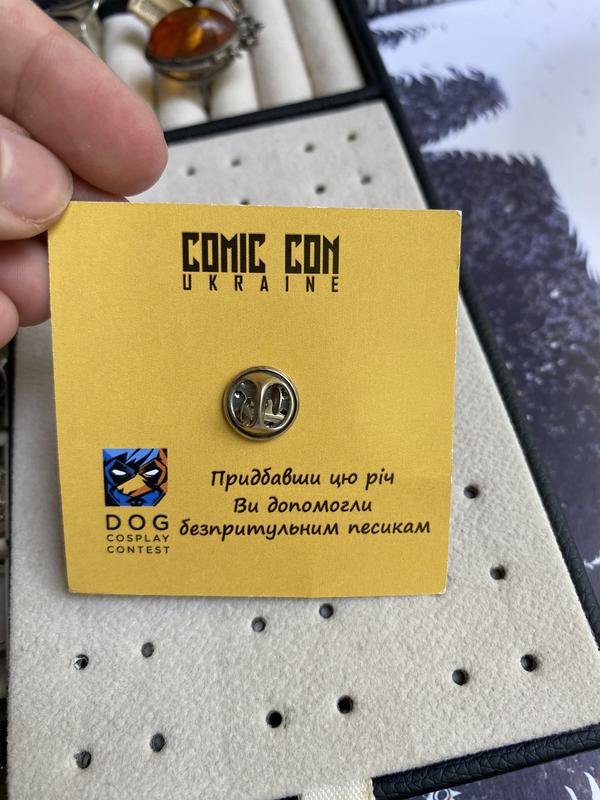 COMIC CON
UKRAINE
Придбавши цю річ
Ви допомогли
безпритульним песикам
DOG
COSPLAY
CONTEST